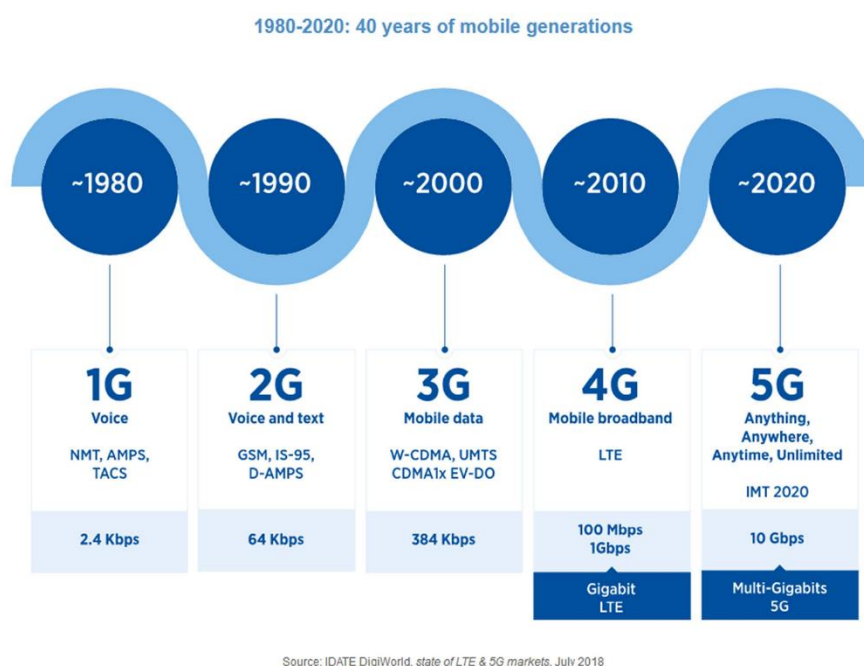 1980-2020: 40 years of mobile generations
~1980
~1990
~2000
~2010
~2020
1G
Voice
NMT, AMPS,
TACS
2.4 Kbps
2G
Voice and text
GSM, IS-95,
D-AMPS
64 Kbps
3G
Mobile data
W-CDMA, UMTS
CDMA1x EV-DO
384 Kbps
4G
Mobile broadband
LTE
100 Mbps
1Gbps
Gigabit
LTE
5G
Anything,
Anywhere,
Anytime, Unlimited
IMT 2020
10 Gbps
Multi-Gigabits
5G
Source: IDATE DigiWorld, state of LTE & 5G markets, July 2018